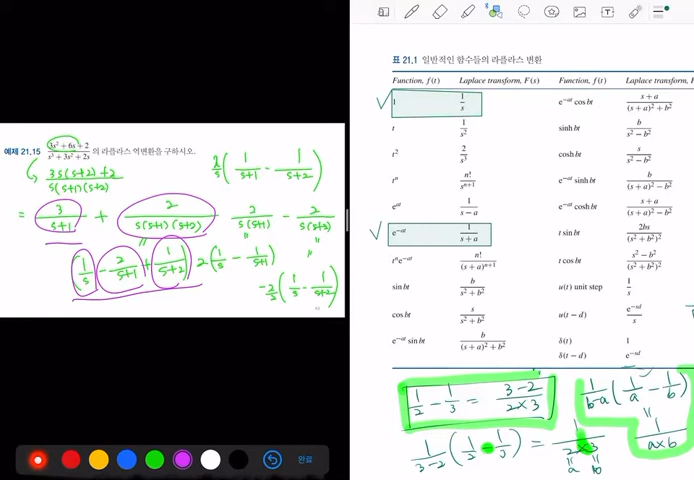 예제 21.15 3s² + 6s + 2 / s³ + 3s² + 2s 의 라플라스 역변환을 구하시오.
3s(s+2) + 2 / s(s+1)(s+2)
2/s ( 1/s+1 − 1/s+2 )
= 3/s+1 + 2/s(s+1)(s+2) 2/s(s+1) − 2/s(s+2)
1/s − 2/s+1 + 1/s+2 2( 1/s − 1/s+1 )
−2/2 ( 1/s − 1/s+2 )
표 21.1 일반적인 함수들의 라플라스 변환
Function, f(t) Laplace transform, F(s) Function, f(t) Laplace transform, F
1 1/s e^−at cos bt s + a / (s + a)² + b²
t 1/s² sinh bt b / s² − b²
t² 2/s³ cosh bt s / s² − b²
tⁿ n! / s^n+1 e^−at sinh bt b / (s + a)² − b²
e^at 1 / s − a e^−at cosh bt s + a / (s + a)² − b²
e^−at 1 / s + a t sin bt 2bs / (s² + b²)²
tⁿe^−at n! / (s + a)^n+1 t cos bt s² − b² / (s² + b²)²
sin bt b / s² + b² u(t) unit step 1/s
cos bt s / s² + b² u(t − d) e^−sd / s
e^−at sin bt b / (s + a)² + b² δ(t) 1
δ(t − d) e^−sd
1/2 − 1/3 = 3−2 / 2×3
1/b−a ( 1/a − 1/b )
1/3−2 ( 1/2 − 1/3 ) = 1/2×3
1/a×b
a b
완료